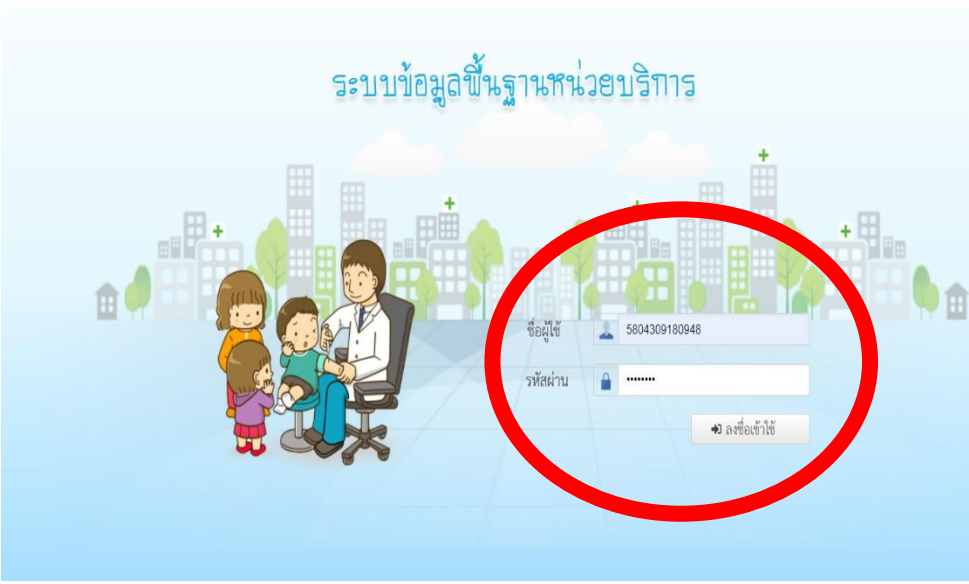 ระบบข้อมูลพื้นฐานหน่วยบริการ
ชื่อผู้ใช้ 5804309180948
รหัสผ่าน ••••••••
ลงชื่อเข้าใช้